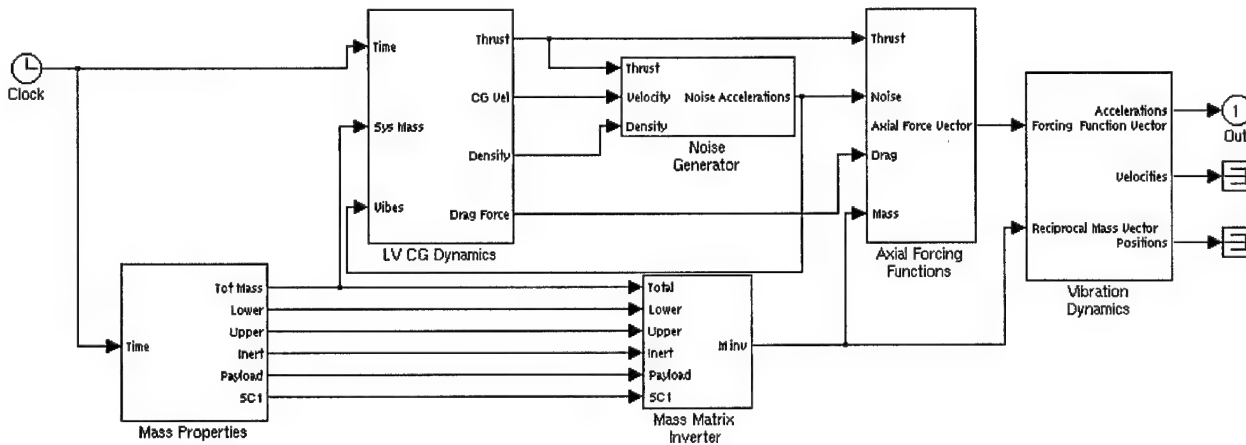 Clock
Time
Sys Mass
Vibes
Thrust
CG Vel
Density
Drag Force
LV CG Dynamics
Thrust
Velocity
Density
Noise Accelerations
Noise
Generator
Thrust
Noise
Axial Force Vector
Drag
Mass
Axial Forcing
Functions
Accelerations
Forcing Function Vector
Velocities
Reciprocal Mass Vector
Positions
Vibration
Dynamics
1
Out
Time
Tot Mass
Lower
Upper
Inert
Payload
SC1
Mass Properties
Total
Lower
Upper
Inert
Payload
SC1
M inv
Mass Matrix
Inverter